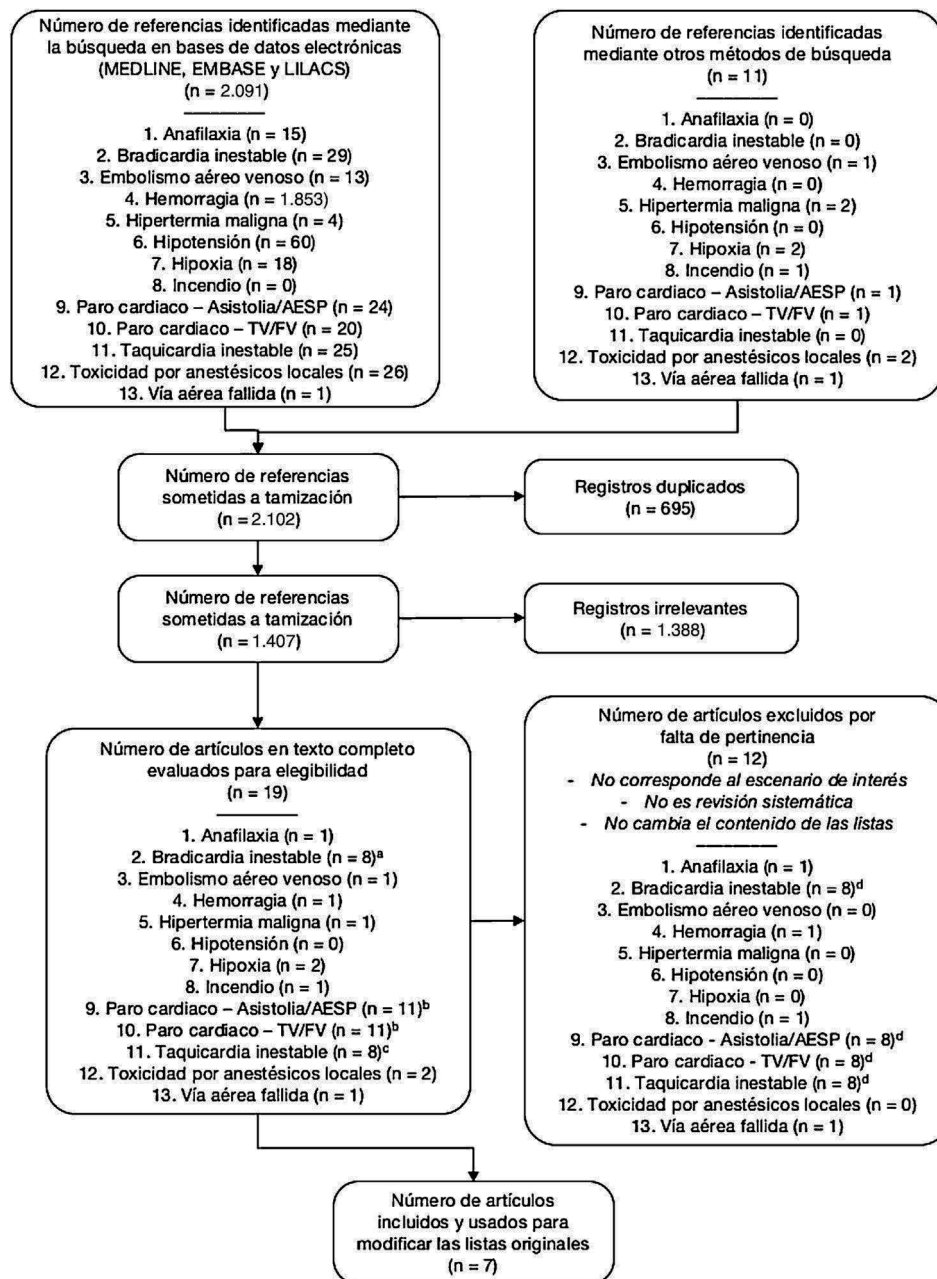 Número de referencias identificadas mediante
la búsqueda en bases de datos electrónicas
(MEDLINE, EMBASE y LILACS)
(n = 2.091)
1. Anafilaxia (n = 15)
2. Bradicardia inestable (n = 29)
3. Embolismo aéreo venoso (n = 13)
4. Hemorragia (n = 1.853)
5. Hipertermia maligna (n = 4)
6. Hipotensión (n = 60)
7. Hipoxia (n = 18)
8. Incendio (n = 0)
9. Paro cardiaco – Asistolia/AESP (n = 24)
10. Paro cardiaco – TV/FV (n = 20)
11. Taquicardia inestable (n = 25)
12. Toxicidad por anestésicos locales (n = 26)
13. Vía aérea fallida (n = 1)
Número de referencias identificadas
mediante otros métodos de búsqueda
(n = 11)
1. Anafilaxia (n = 0)
2. Bradicardia inestable (n = 0)
3. Embolismo aéreo venoso (n = 1)
4. Hemorragia (n = 0)
5. Hipertermia maligna (n = 2)
6. Hipotensión (n = 0)
7. Hipoxia (n = 2)
8. Incendio (n = 1)
9. Paro cardiaco – Asistolia/AESP (n = 1)
10. Paro cardiaco – TV/FV (n = 1)
11. Taquicardia inestable (n = 0)
12. Toxicidad por anestésicos locales (n = 2)
13. Vía aérea fallida (n = 1)
Número de referencias
sometidas a tamización
(n = 2.102)
Registros duplicados
(n = 695)
Número de referencias
sometidas a tamización
(n = 1.407)
Registros irrelevantes
(n = 1.388)
Número de artículos en texto completo
evaluados para elegibilidad
(n = 19)
1. Anafilaxia (n = 1)
2. Bradicardia inestable (n = 8)a
3. Embolismo aéreo venoso (n = 1)
4. Hemorragia (n = 1)
5. Hipertermia maligna (n = 1)
6. Hipotensión (n = 0)
7. Hipoxia (n = 2)
8. Incendio (n = 1)
9. Paro cardiaco – Asistolia/AESP (n = 11)b
10. Paro cardiaco – TV/FV (n = 11)b
11. Taquicardia inestable (n = 8)c
12. Toxicidad por anestésicos locales (n = 2)
13. Vía aérea fallida (n = 1)
Número de artículos excluidos por
falta de pertinencia
(n = 12)
- No corresponde al escenario de interés
- No es revisión sistemática
- No cambia el contenido de las listas
1. Anafilaxia (n = 1)
2. Bradicardia inestable (n = 8)d
3. Embolismo aéreo venoso (n = 0)
4. Hemorragia (n = 1)
5. Hipertermia maligna (n = 0)
6. Hipotensión (n = 0)
7. Hipoxia (n = 0)
8. Incendio (n = 1)
9. Paro cardiaco - Asistolia/AESP (n = 8)d
10. Paro cardiaco - TV/FV (n = 8)d
11. Taquicardia inestable (n = 8)d
12. Toxicidad por anestésicos locales (n = 0)
13. Vía aérea fallida (n = 1)
Número de artículos
incluidos y usados para
modificar las listas originales
(n = 7)